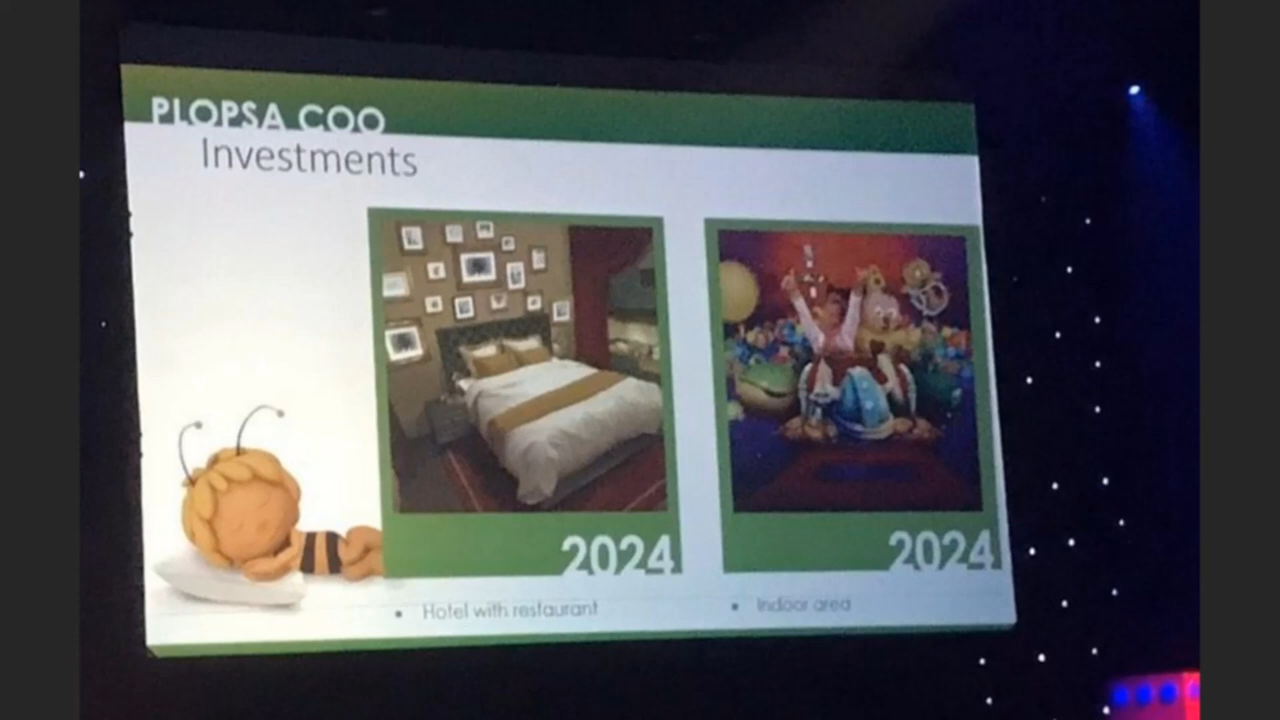 PLOPSA COO
Investments
2024
2024
• Hotel with restaurant
• Indoor area